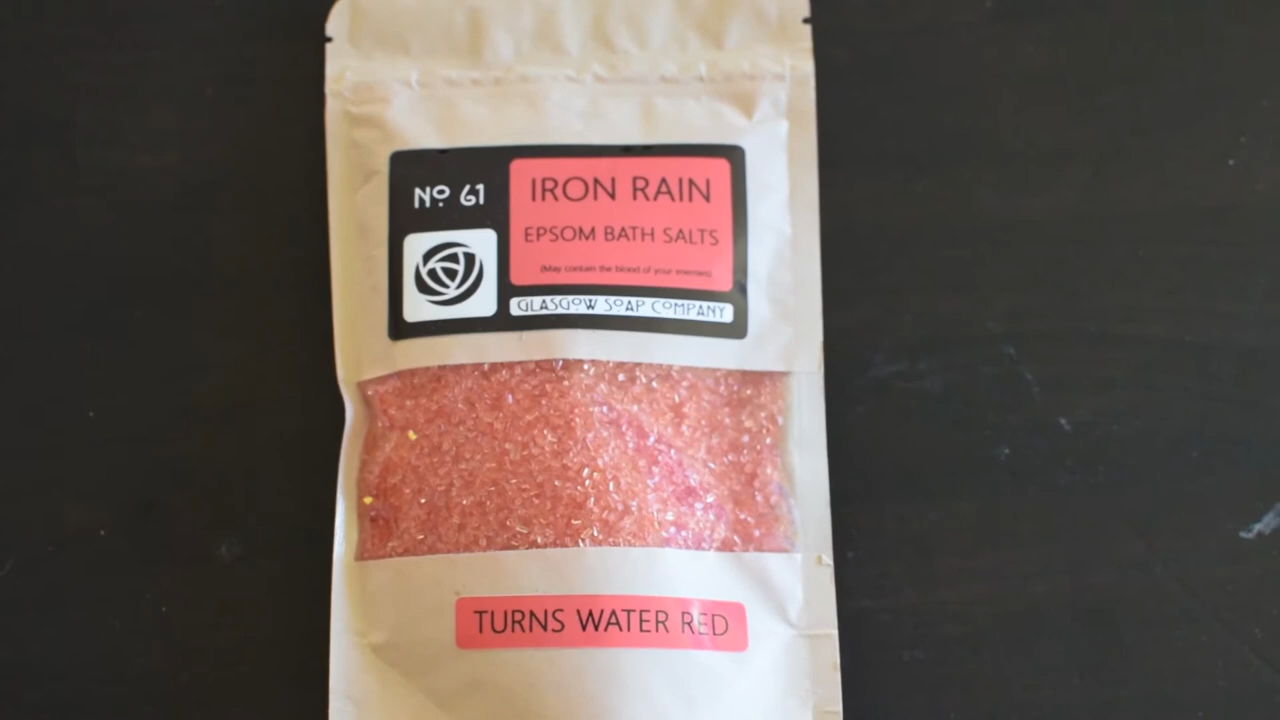 Nº 61
IRON RAIN
EPSOM BATH SALTS
(May contain the blood of your enemies)
GLASGOW SOAP COMPANY
TURNS WATER RED